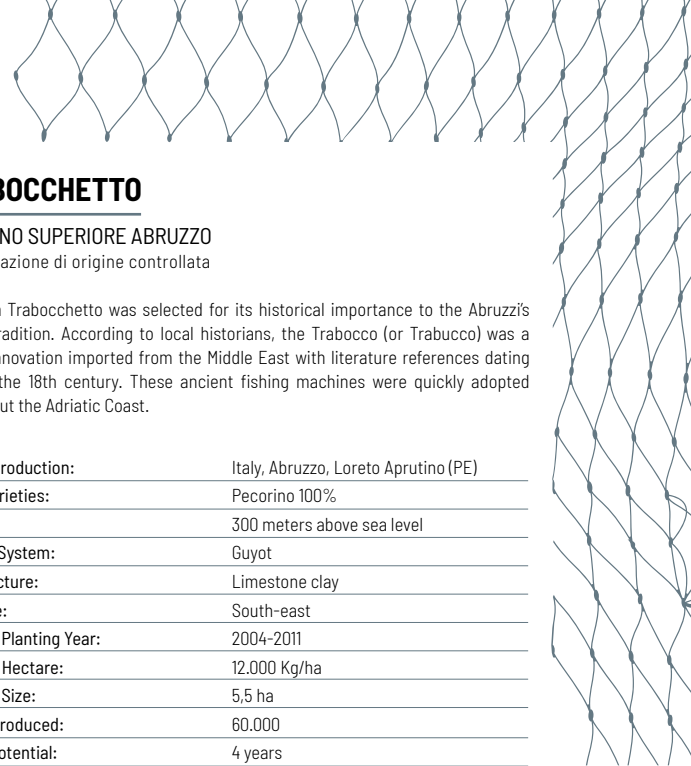 BOCCHETTO
NO SUPERIORE ABRUZZO
azione di origine controllata
Trabocchetto was selected for its historical importance to the Abruzzi's
radition. According to local historians, the Trabocco (or Trabucco) was a
nnovation imported from the Middle East with literature references dating
the 18th century. These ancient fishing machines were quickly adopted
ut the Adriatic Coast.
roduction: Italy, Abruzzo, Loreto Aprutino (PE)
rieties: Pecorino 100%
300 meters above sea level
System: Guyot
cture: Limestone clay
e: South-east
Planting Year: 2004-2011
Hectare: 12.000 Kg/ha
Size: 5,5 ha
roduced: 60.000
otential: 4 years